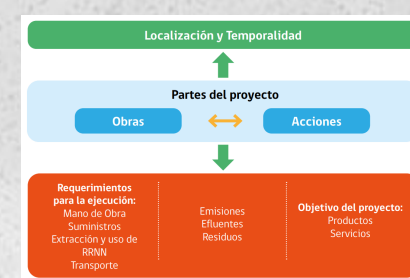 Localización y Temporalidad
Partes del proyecto
Obras
Acciones
Requerimientos
para la ejecución:
Mano de Obra
Suministros
Extracción y uso de
RRNN
Transporte
Emisiones
Efluentes
Residuos
Objetivo del proyecto:
Productos
Servicios